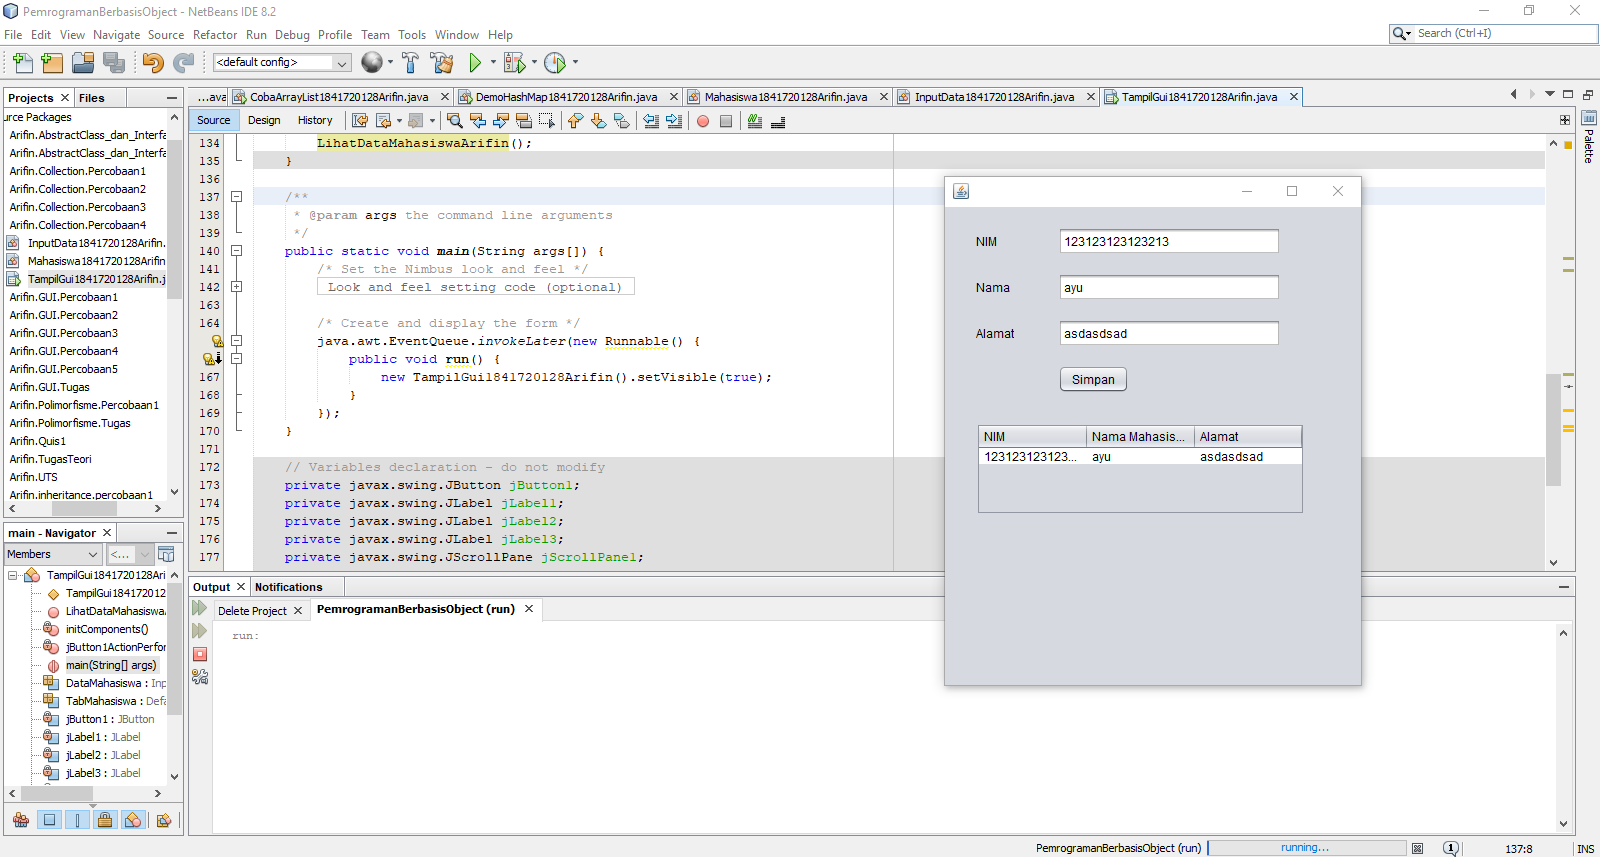 PemrogramanBerbasisObject - NetBeans IDE 8.2
File Edit View Navigate Source Refactor Run Debug Profile Team Tools Window Help
Search (Ctrl+I)
<default config>
Projects Files
...ava CobaArrayList1841720128Arifin.java DemoHashMap1841720128Arifin.java Mahasiswa1841720128Arifin.java InputData1841720128Arifin.java TampilGui1841720128Arifin.java
Source Design History
Palette
urce Packages
Arifin.AbstractClass_dan_Interfa
Arifin.AbstractClass_dan_Interfa
Arifin.Collection.Percobaan1
Arifin.Collection.Percobaan2
Arifin.Collection.Percobaan3
Arifin.Collection.Percobaan4
InputData1841720128Arifin.
Mahasiswa1841720128Arifin
TampilGui1841720128Arifin.j
Arifin.GUI.Percobaan1
Arifin.GUI.Percobaan2
Arifin.GUI.Percobaan3
Arifin.GUI.Percobaan4
Arifin.GUI.Percobaan5
Arifin.GUI.Tugas
Arifin.Polimorfisme.Percobaan1
Arifin.Polimorfisme.Tugas
Arifin.Quis1
Arifin.TugasTeori
Arifin.UTS
Arifin.inheritance.percobaan1
134 LihatDataMahasiswaArifin();
135 }
136
137 /**
138 * @param args the command line arguments
139 */
140 public static void main(String args[]) {
141 /* Set the Nimbus look and feel */
142 Look and feel setting code (optional)
163
164 /* Create and display the form */
java.awt.EventQueue.invokeLater(new Runnable() {
public void run() {
167 new TampilGui1841720128Arifin().setVisible(true);
168 }
169 });
170 }
171
172 // Variables declaration - do not modify
173 private javax.swing.JButton jButton1;
174 private javax.swing.JLabel jLabel1;
175 private javax.swing.JLabel jLabel2;
176 private javax.swing.JLabel jLabel3;
177 private javax.swing.JScrollPane jScrollPane1;
NIM 123123123123213
Nama ayu
Alamat asdasdsad
Simpan
NIM Nama Mahasis... Alamat
123123123123... ayu asdasdsad
main - Navigator
Members <...
TampilGui1841720128Ari
TampilGui184172012
LihatDataMahasiswa
initComponents()
jButton1ActionPerfor
main(String[] args)
DataMahasiswa : Inp
TabMahasiswa : Defa
jButton1 : JButton
jLabel1 : JLabel
jLabel2 : JLabel
jLabel3 : JLabel
Output Notifications
Delete Project PemrogramanBerbasisObject (run)
run:
PemrogramanBerbasisObject (run) running... 1 137:8 INS